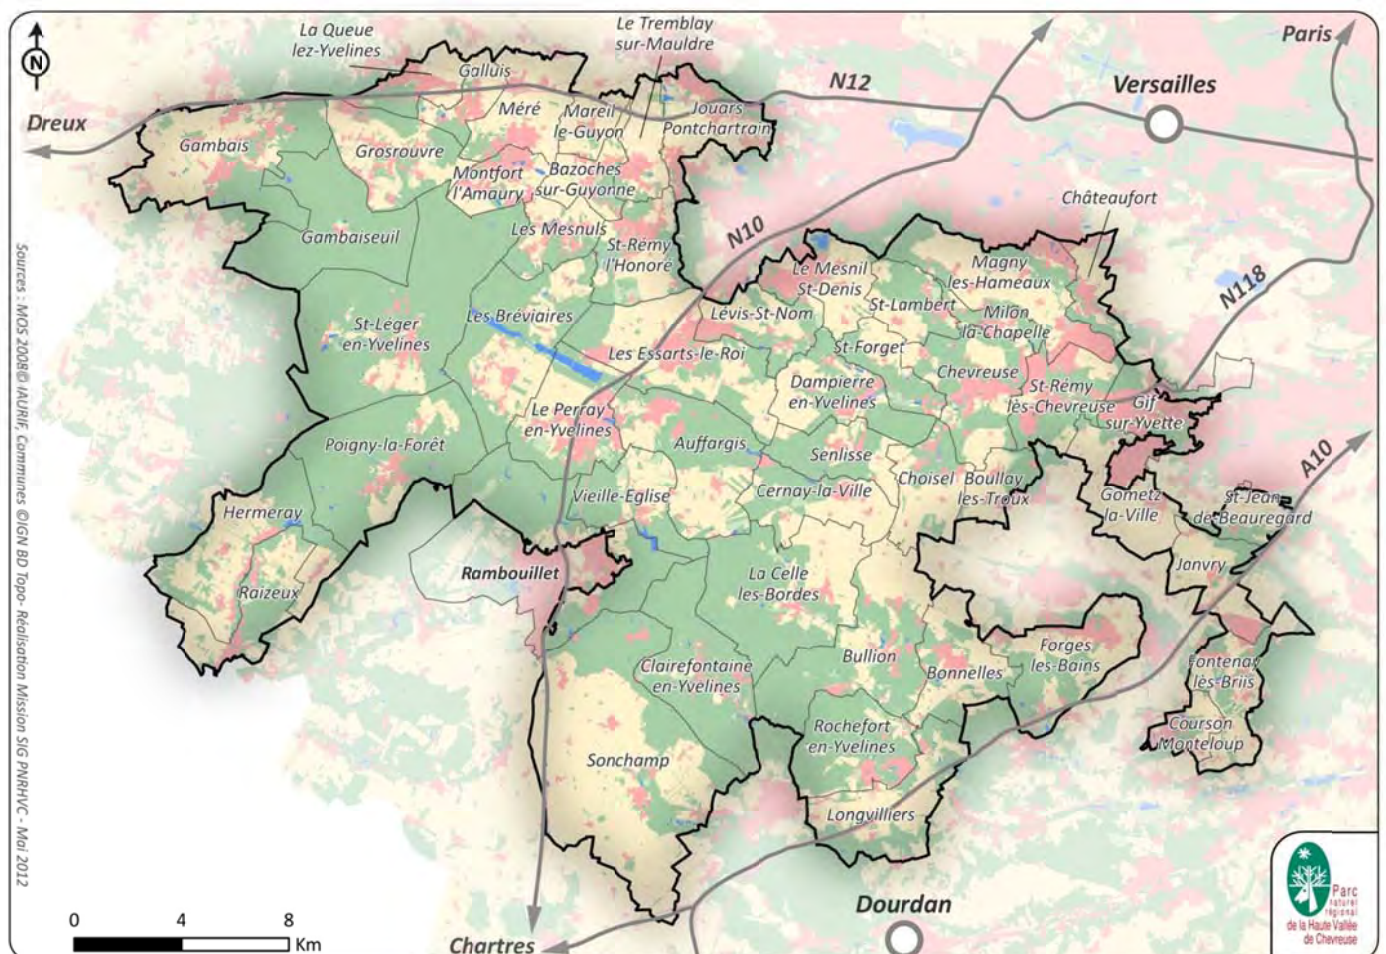 La Queue
lez-Yvelines
Le Tremblay
sur-Mauldre
Paris
N
Galluis
N12
Versailles
Dreux
Méré
Mareil
le-Guyon
Jouars
Pontchartrain
Gambais
Grosrouvre
Montfort
l'Amaury
Bazoches
sur-Guyonne
Châteaufort
Gambaiseuil
Les Mesnuls
St-Rémy
l'Honoré
N10
Le Mesnil
St-Denis
Magny
les-Hameaux
N118
St-Léger
en-Yvelines
Les Bréviaires
Lévis-St-Nom
St-Lambert
Milon
la-Chapelle
Les Essarts-le-Roi
St-Forget
Dampierre
en-Yvelines
Chevreuse
St-Rémy
lès-Chevreuse
Gif
sur-Yvette
Le Perray
en-Yvelines
Poigny-la-Forêt
Auffargis
Senlisse
A10
Vieille-Eglise
Cernay-la-Ville
Choisel
Boullay
les-Troux
Gometz
la-Ville
St-Jean
de-Beauregard
Hermeray
Raizeux
Rambouillet
La Celle
les-Bordes
Janvry
Clairefontaine
en-Yvelines
Bullion
Bonnelles
Forges
les-Bains
Fontenay
lès-Briis
Sonchamp
Rochefort
en-Yvelines
Courson
Monteloup
Longvilliers
Dourdan
Chartres
0 4 8
Km
Sources : MOS 2008© IAURIF, Communes ©IGN BD Topo- Réalisation Mission SIG PNRHVC - Mai 2012
Parc
naturel
régional
de la Haute Vallée
de Chevreuse